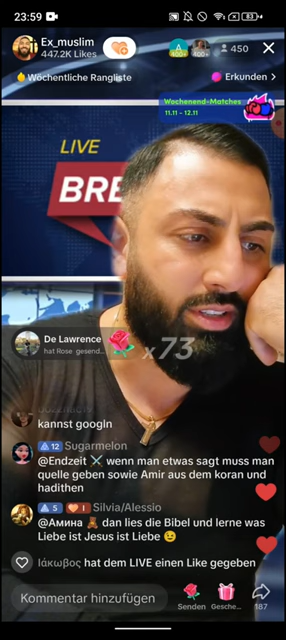 23:59
83
Ex_muslim
447.2K Likes
400+
400+
450
Wöchentliche Rangliste
Erkunden >
Wochenend-Matches
11.11 - 12.11
LIVE
BRE
De Lawrence
hat Rose gesend...
x73
kannst googln
12 Sugarmelon
@Endzeit ⚔ wenn man etwas sagt muss man
quelle geben sowie Amir aus dem koran und
hadithen
5 1 Silvia/Alessio
@Амина 🧸 dan lies die Bibel und lerne was
Liebe ist Jesus ist Liebe 😉
Ιάκωβος hat dem LIVE einen Like gegeben
Kommentar hinzufügen
Senden
Gesche...
187